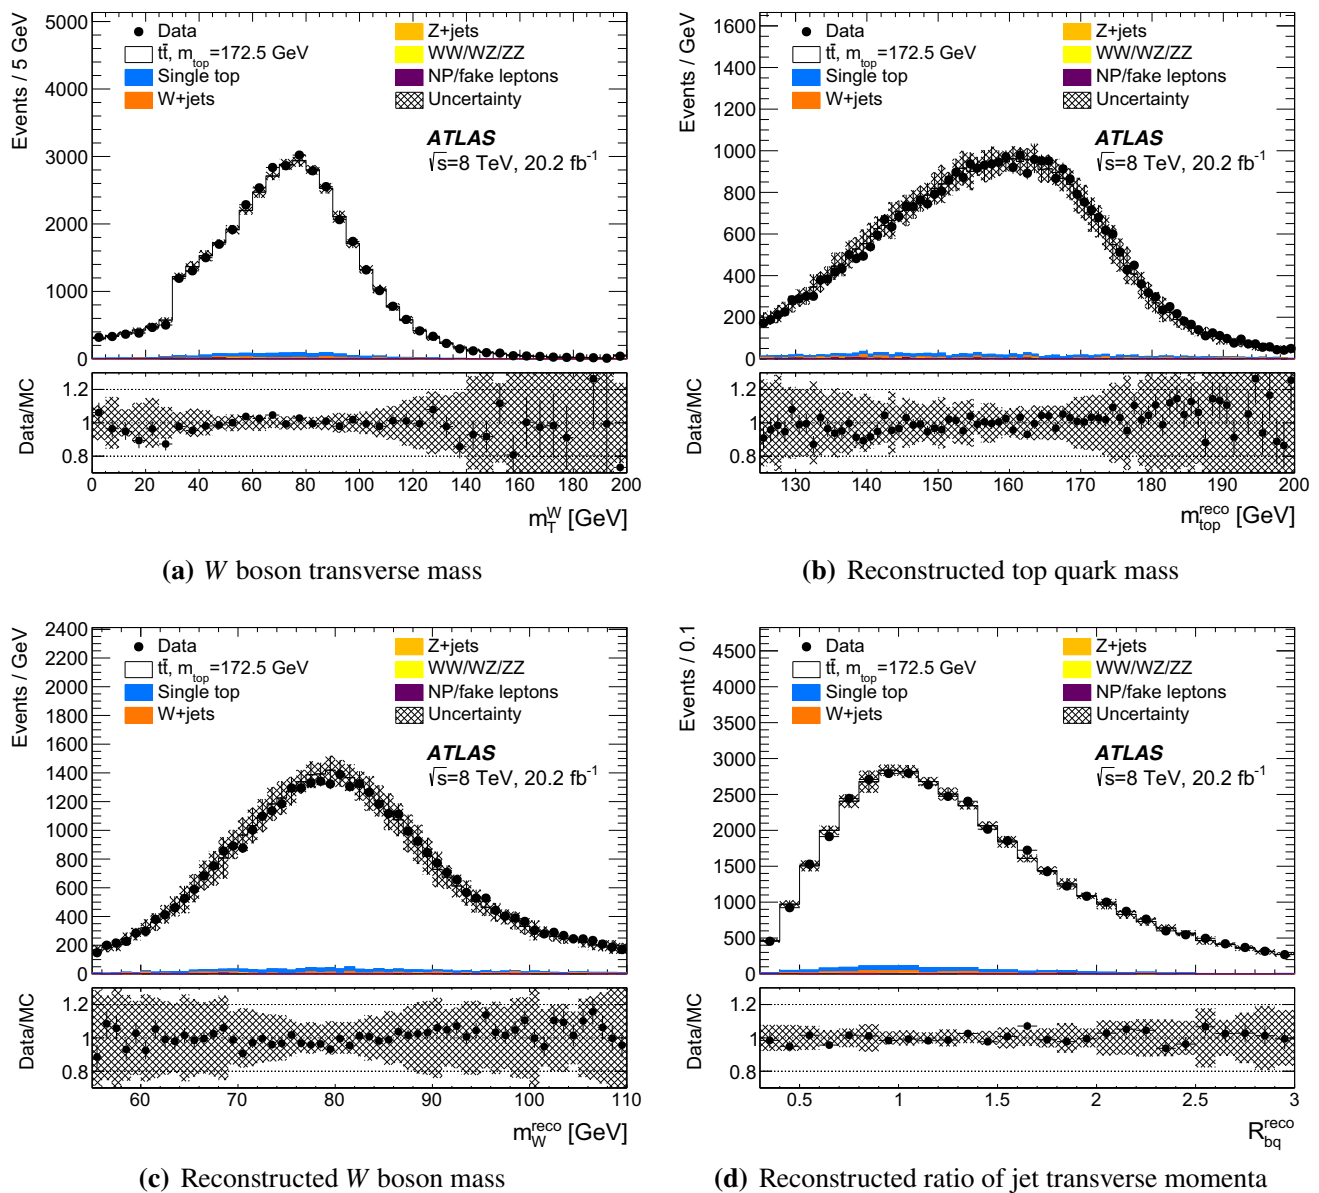 Events / 5 GeV
5000
4000
3000
2000
1000
0
Data
tt̄, m_top=172.5 GeV
Single top
W+jets
Z+jets
WW/WZ/ZZ
NP/fake leptons
Uncertainty
ATLAS
√s=8 TeV, 20.2 fb⁻¹
Data/MC
1.2
1
0.8
0 20 40 60 80 100 120 140 160 180 200
m_T^W [GeV]
(a) W boson transverse mass
Events / GeV
1600
1400
1200
1000
800
600
400
200
0
Data
tt̄, m_top=172.5 GeV
Single top
W+jets
Z+jets
WW/WZ/ZZ
NP/fake leptons
Uncertainty
ATLAS
√s=8 TeV, 20.2 fb⁻¹
Data/MC
1.2
1
0.8
130 140 150 160 170 180 190 200
m_top^reco [GeV]
(b) Reconstructed top quark mass
Events / GeV
2400
2200
2000
1800
1600
1400
1200
1000
800
600
400
200
0
Data
tt̄, m_top=172.5 GeV
Single top
W+jets
Z+jets
WW/WZ/ZZ
NP/fake leptons
Uncertainty
ATLAS
√s=8 TeV, 20.2 fb⁻¹
Data/MC
1.2
1
0.8
60 70 80 90 100 110
m_W^reco [GeV]
(c) Reconstructed W boson mass
Events / 0.1
4500
4000
3500
3000
2500
2000
1500
1000
500
0
Data
tt̄, m_top=172.5 GeV
Single top
W+jets
Z+jets
WW/WZ/ZZ
NP/fake leptons
Uncertainty
ATLAS
√s=8 TeV, 20.2 fb⁻¹
Data/MC
1.2
1
0.8
0.5 1 1.5 2 2.5 3
R_bq^reco
(d) Reconstructed ratio of jet transverse momenta